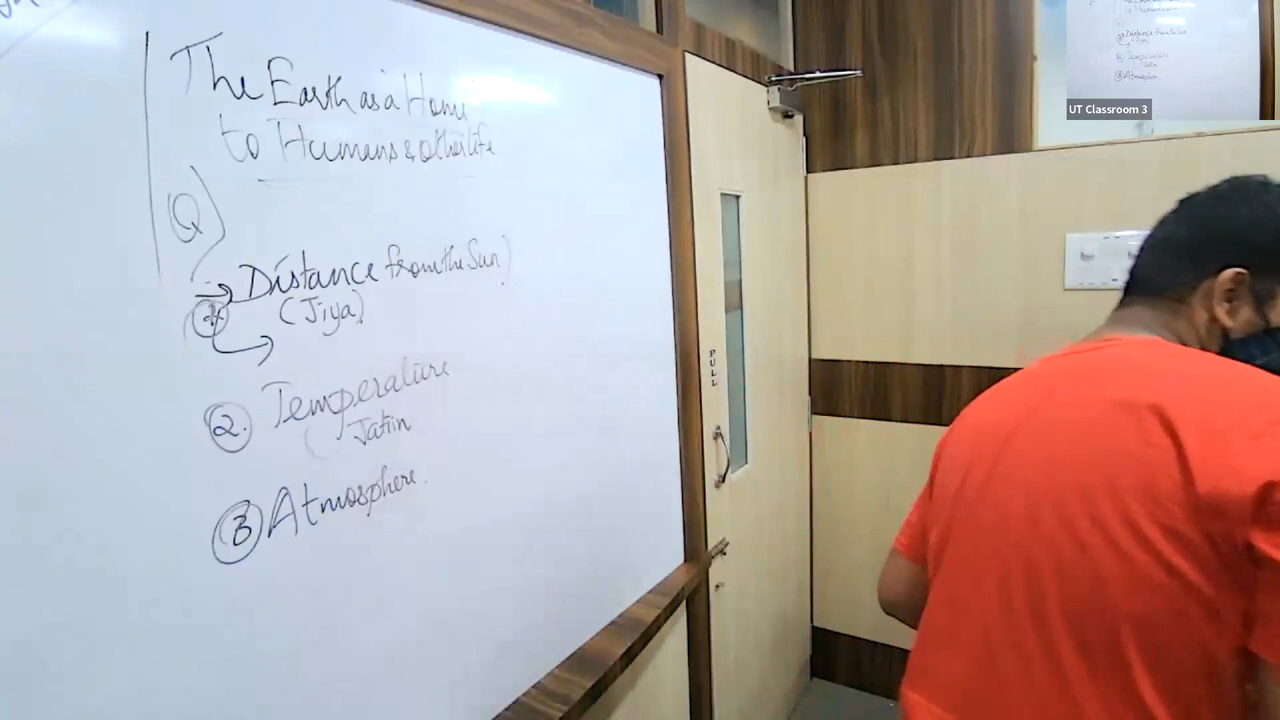 The Earth as a Home
to Humans & other life.
Q)
→ Distance from the Sun)
(Jiya)
2. Temperature
( Jatin
3 Atmosphere.
PULL
UT Classroom 3